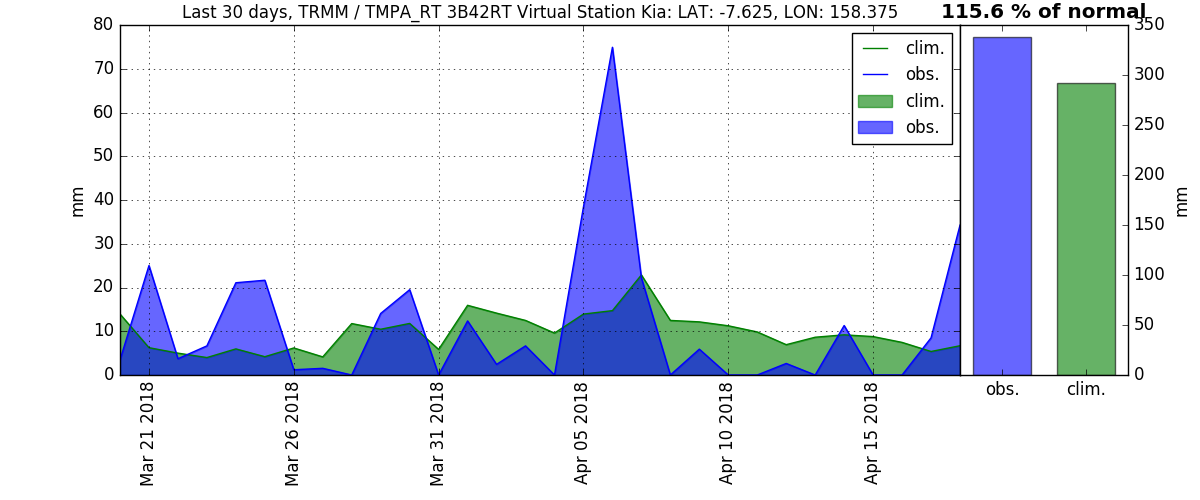 Last 30 days, TRMM / TMPA_RT 3B42RT Virtual Station Kia: LAT: -7.625, LON: 158.375
115.6 % of normal
80
70
60
50
40
30
20
10
0
mm
clim.
obs.
clim.
obs.
350
300
250
200
150
100
50
0
mm
Mar 21 2018
Mar 26 2018
Mar 31 2018
Apr 05 2018
Apr 10 2018
Apr 15 2018
obs.
clim.